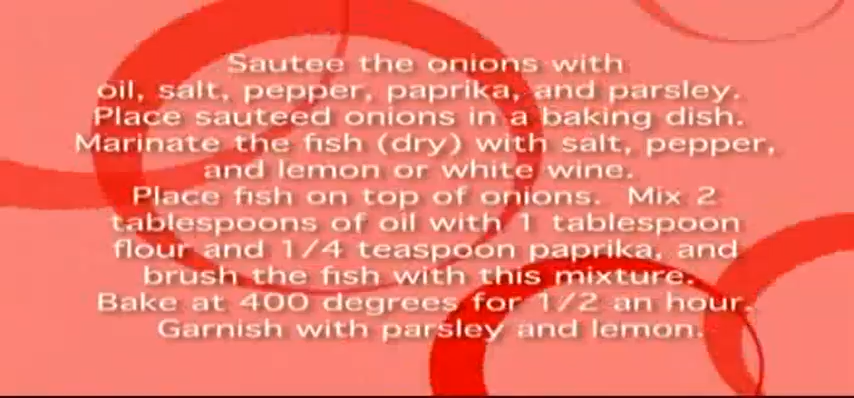 Sautee the onions with
oil, salt, pepper, paprika, and parsley.
Place sauteed onions in a baking dish.
Marinate the fish (dry) with salt, pepper,
and lemon or white wine.
Place fish on top of onions. Mix 2
tablespoons of oil with 1 tablespoon
flour and 1/4 teaspoon paprika, and
brush the fish with this mixture.
Bake at 400 degrees for 1/2 an hour.
Garnish with parsley and lemon.